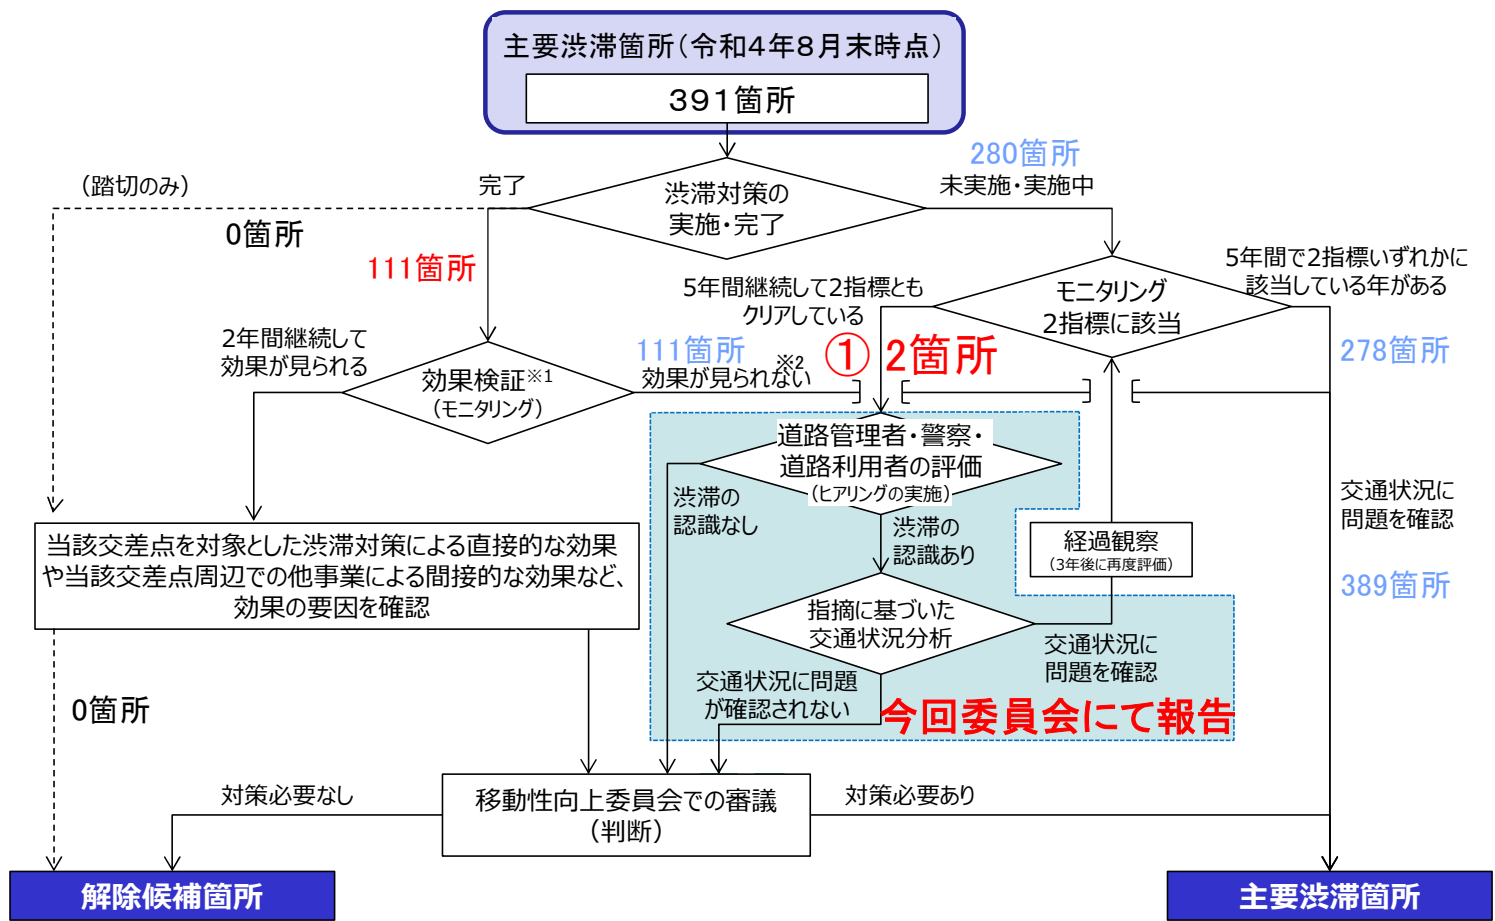 主要渋滞箇所(令和4年8月末時点)
391箇所
280箇所
未実施・実施中
(踏切のみ)
完了
渋滞対策の
実施・完了
0箇所
111箇所
5年間継続して2指標とも
クリアしている
モニタリング
2指標に該当
5年間で2指標いずれかに
該当している年がある
2年間継続して
効果が見られる
効果検証※1
(モニタリング)
111箇所
効果が見られない※2
① 2箇所
278箇所
道路管理者・警察・
道路利用者の評価
(ヒアリングの実施)
渋滞の
認識なし
渋滞の
認識あり
経過観察
(3年後に再度評価)
交通状況に
問題を確認
389箇所
当該交差点を対象とした渋滞対策による直接的な効果
や当該交差点周辺での他事業による間接的な効果など、
効果の要因を確認
指摘に基づいた
交通状況分析
交通状況に
問題を確認
交通状況に問題
が確認されない
今回委員会にて報告
0箇所
対策必要なし
移動性向上委員会での審議
(判断)
対策必要あり
解除候補箇所
主要渋滞箇所